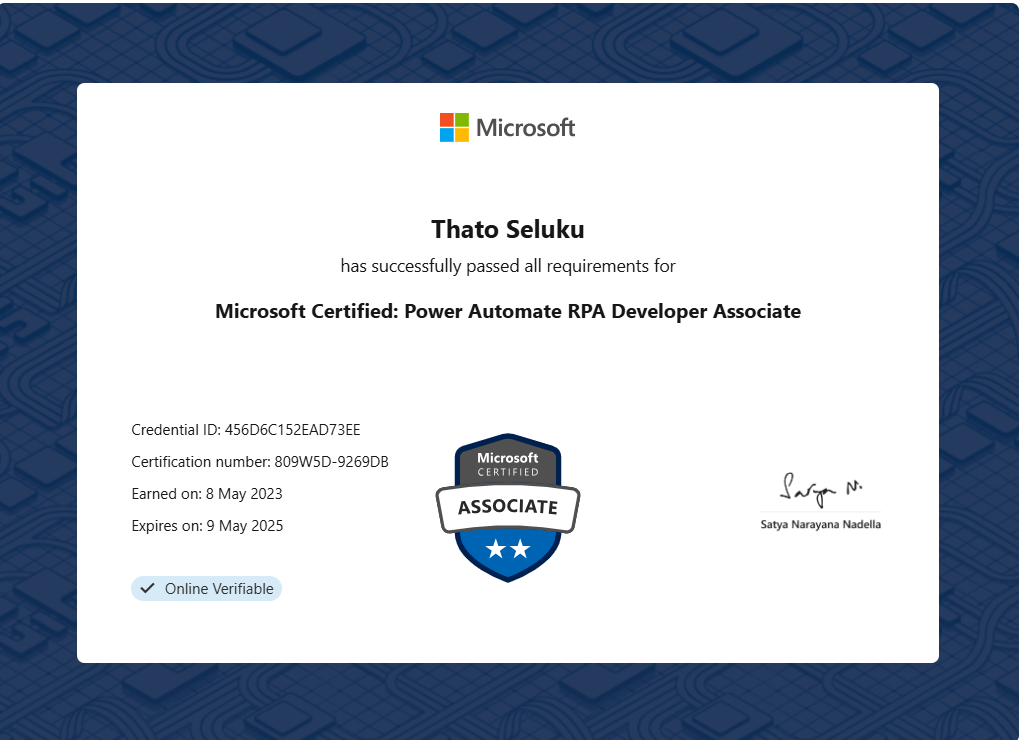 Microsoft
Thato Seluku
has successfully passed all requirements for
Microsoft Certified: Power Automate RPA Developer Associate
Credential ID: 456D6C152EAD73EE
Certification number: 809W5D-9269DB
Earned on: 8 May 2023
Expires on: 9 May 2025
Online Verifiable
Microsoft
CERTIFIED
ASSOCIATE
Satya N.
Satya Narayana Nadella